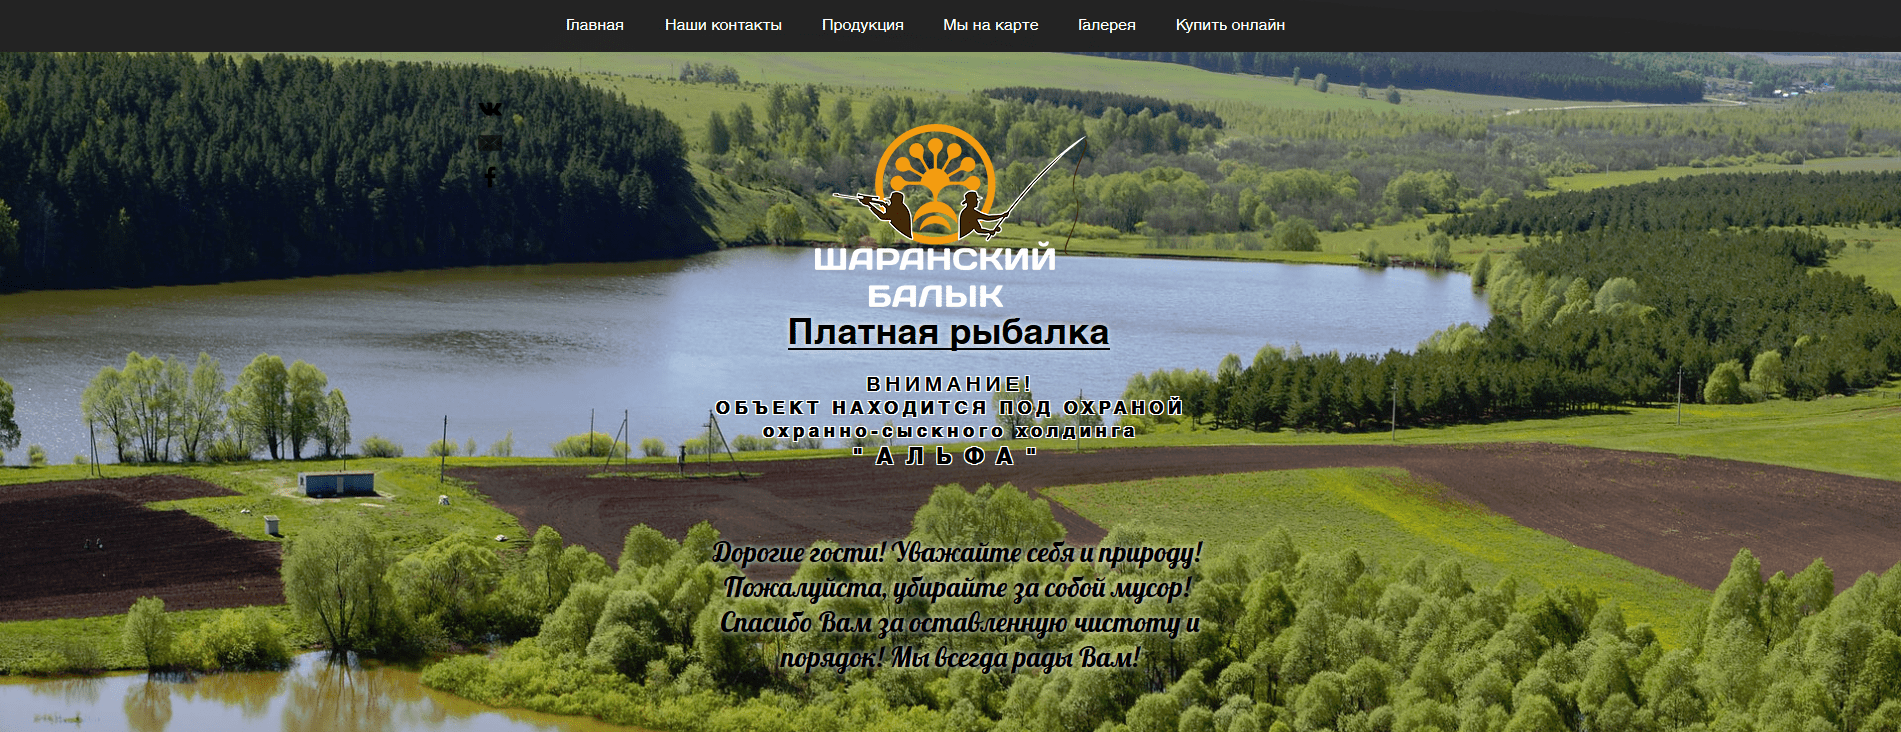 Главная Наши контакты Продукция Мы на карте Галерея Купить онлайн
ШАРАНСКИЙ
БАЛЫК
Платная рыбалка
ВНИМАНИЕ!
ОБЪЕКТ НАХОДИТСЯ ПОД ОХРАНОЙ
охранно-сыскного холдинга
"АЛЬФА"
Дорогие гости! Уважайте себя и природу!
Пожалуйста, убирайте за собой мусор!
Спасибо Вам за оставленную чистоту и
порядок! Мы всегда рады Вам!